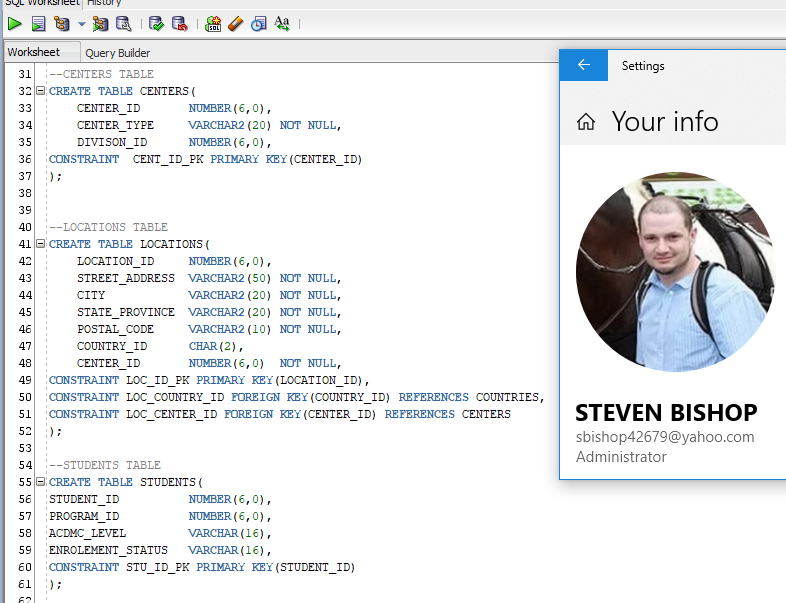 SQL Worksheet History
Worksheet Query Builder
31 --CENTERS TABLE
32 CREATE TABLE CENTERS(
33 CENTER_ID NUMBER(6,0),
34 CENTER_TYPE VARCHAR2(20) NOT NULL,
35 DIVISON_ID NUMBER(6,0),
36 CONSTRAINT CENT_ID_PK PRIMARY KEY(CENTER_ID)
37 );
38
39
40 --LOCATIONS TABLE
41 CREATE TABLE LOCATIONS(
42 LOCATION_ID NUMBER(6,0),
43 STREET_ADDRESS VARCHAR2(50) NOT NULL,
44 CITY VARCHAR2(20) NOT NULL,
45 STATE_PROVINCE VARCHAR2(20) NOT NULL,
46 POSTAL_CODE VARCHAR2(10) NOT NULL,
47 COUNTRY_ID CHAR(2),
48 CENTER_ID NUMBER(6,0) NOT NULL,
49 CONSTRAINT LOC_ID_PK PRIMARY KEY(LOCATION_ID),
50 CONSTRAINT LOC_COUNTRY_ID FOREIGN KEY(COUNTRY_ID) REFERENCES COUNTRIES,
51 CONSTRAINT LOC_CENTER_ID FOREIGN KEY(CENTER_ID) REFERENCES CENTERS
52 );
53
54 --STUDENTS TABLE
55 CREATE TABLE STUDENTS(
56 STUDENT_ID NUMBER(6,0),
57 PROGRAM_ID NUMBER(6,0),
58 ACDMC_LEVEL VARCHAR(16),
59 ENROLEMENT_STATUS VARCHAR(16),
60 CONSTRAINT STU_ID_PK PRIMARY KEY(STUDENT_ID)
61 );
62
Settings
Your info
STEVEN BISHOP
sbishop42679@yahoo.com
Administrator